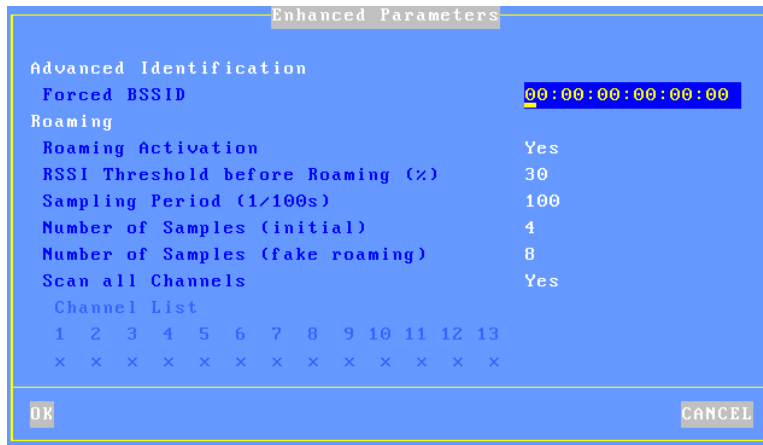 Enhanced Parameters
Advanced Identification
Forced BSSID 00:00:00:00:00:00
Roaming
Roaming Activation Yes
RSSI Threshold before Roaming (%) 30
Sampling Period (1/100s) 100
Number of Samples (initial) 4
Number of Samples (fake roaming) 8
Scan all Channels Yes
Channel List
1 2 3 4 5 6 7 8 9 10 11 12 13
× × × × × × × × × × × × ×
OK CANCEL